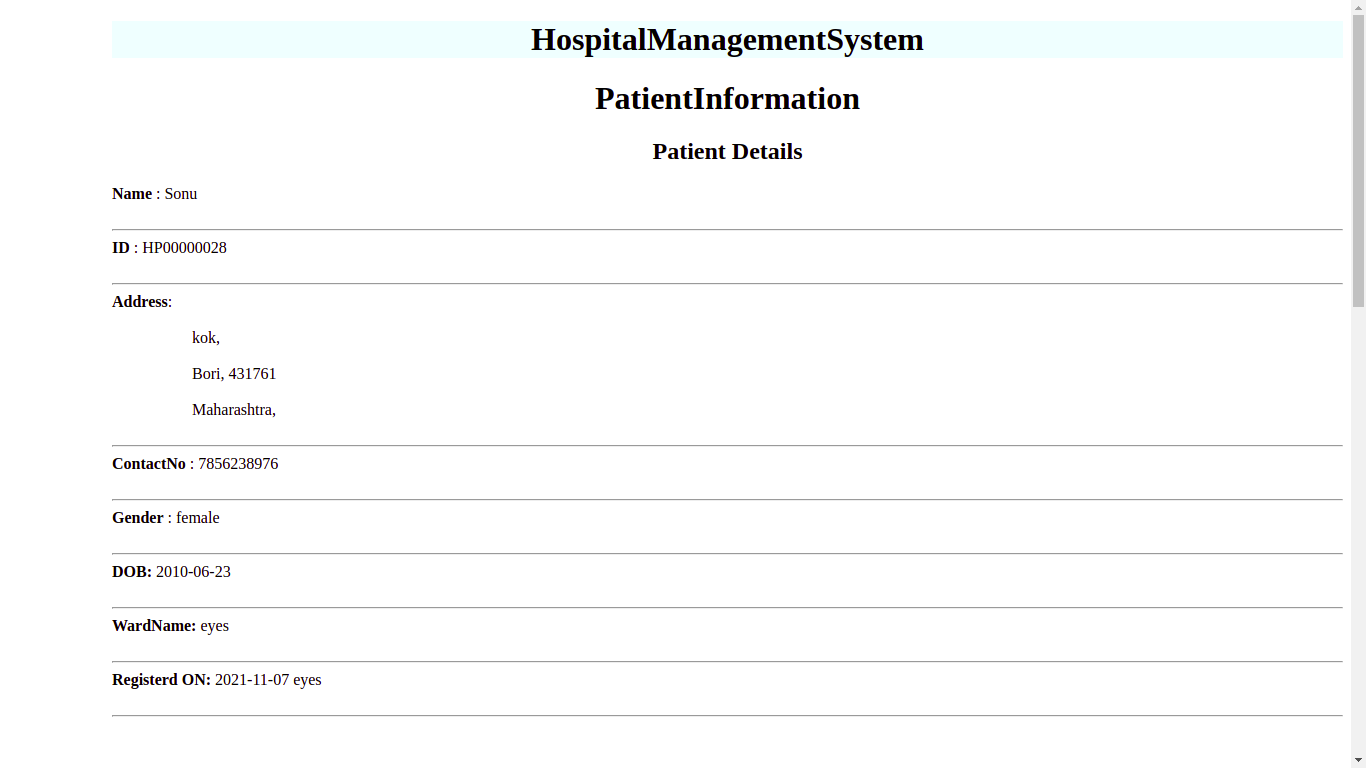 HospitalManagementSystem
PatientInformation
Patient Details
Name : Sonu
ID : HP00000028
Address:
kok,
Bori, 431761
Maharashtra,
ContactNo : 7856238976
Gender : female
DOB: 2010-06-23
WardName: eyes
Registerd ON: 2021-11-07 eyes